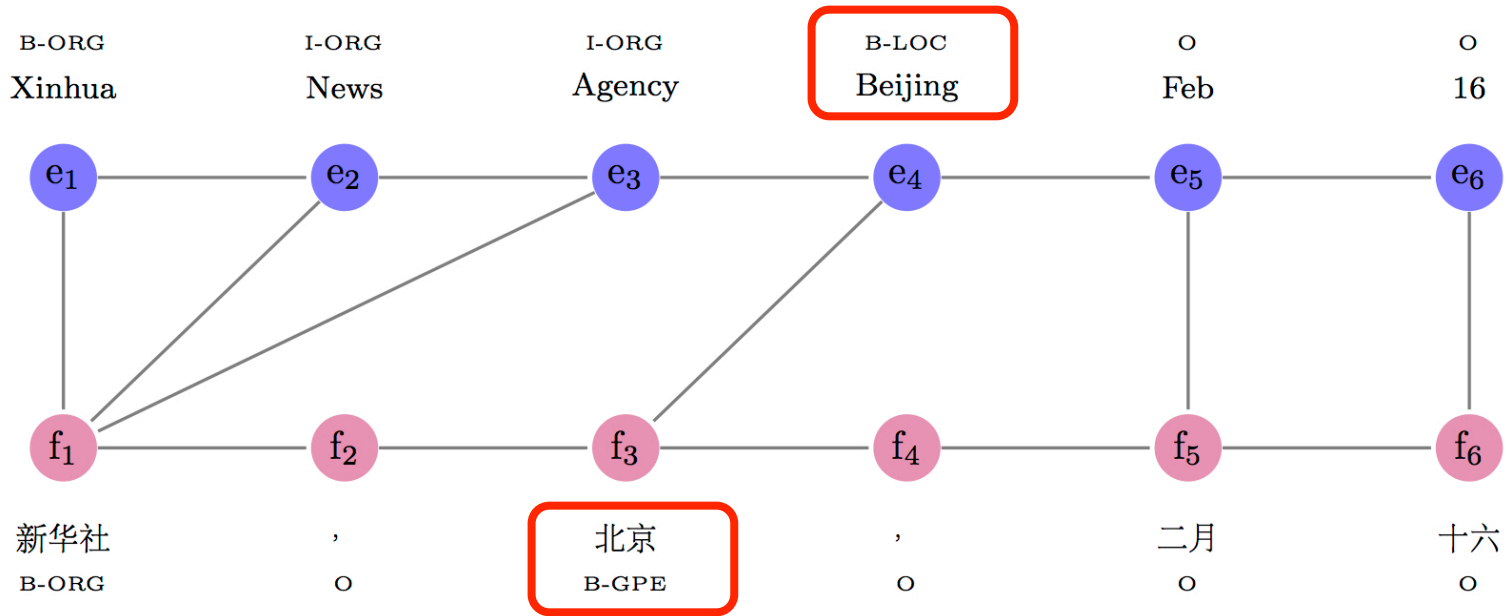 B-ORG I-ORG I-ORG B-LOC O O
Xinhua News Agency Beijing Feb 16
e1 e2 e3 e4 e5 e6
f1 f2 f3 f4 f5 f6
新华社 , 北京 , 二月 十六
B-ORG O B-GPE O O O